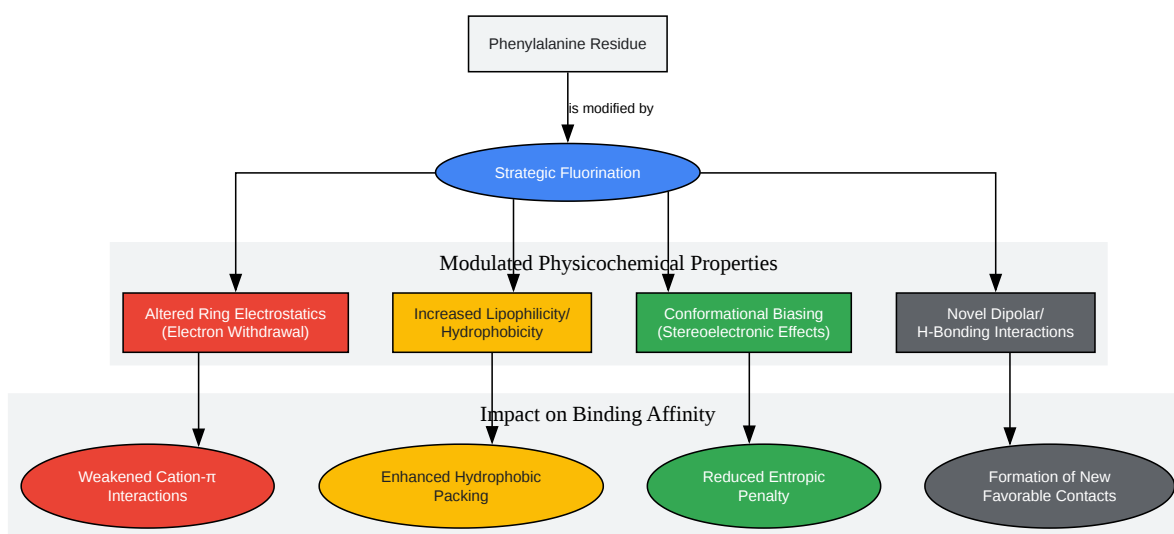 Phenylalanine Residue
is modified by
Strategic Fluorination
Modulated Physicochemical Properties
Altered Ring Electrostatics
(Electron Withdrawal)
Increased Lipophilicity/
Hydrophobicity
Conformational Biasing
(Stereoelectronic Effects)
Novel Dipolar/
H-Bonding Interactions
Impact on Binding Affinity
Weakened Cation-π
Interactions
Enhanced Hydrophobic
Packing
Reduced Entropic
Penalty
Formation of New
Favorable Contacts